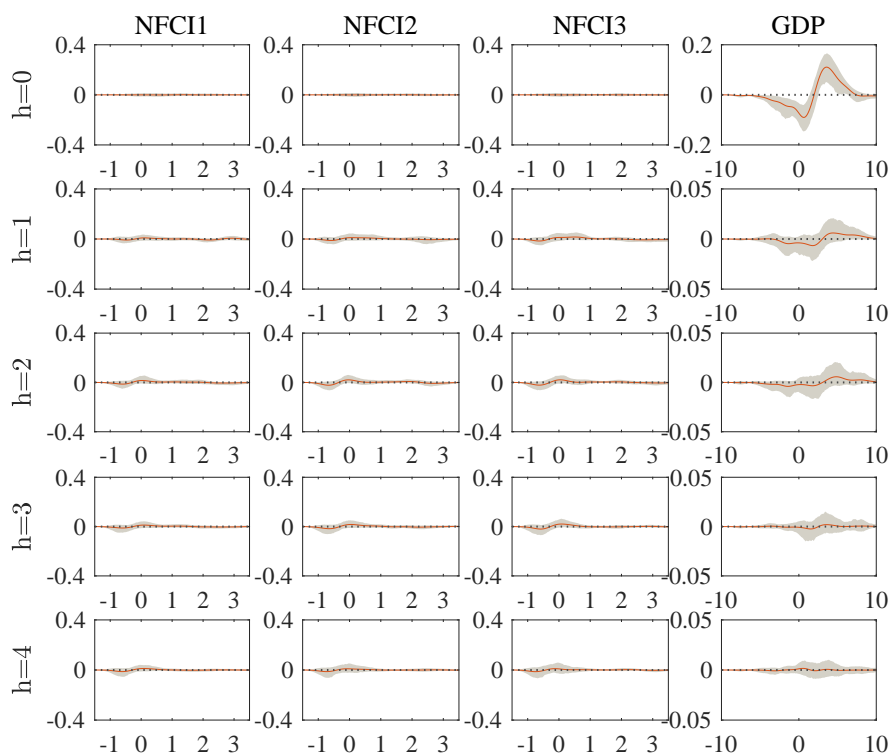 NFCI1 NFCI2 NFCI3 GDP
0.4 0.4 0.4 0.2
h=0 0 0 0 0
-0.4 -0.4 -0.4 -0.2
-1 0 1 2 3 -1 0 1 2 3 -1 0 1 2 3 -10 0 10
0.4 0.4 0.4 0.05
h=1 0 0 0 0
-0.4 -0.4 -0.4 -0.05
-1 0 1 2 3 -1 0 1 2 3 -1 0 1 2 3 -10 0 10
0.4 0.4 0.4 0.05
h=2 0 0 0 0
-0.4 -0.4 -0.4 -0.05
-1 0 1 2 3 -1 0 1 2 3 -1 0 1 2 3 -10 0 10
0.4 0.4 0.4 0.05
h=3 0 0 0 0
-0.4 -0.4 -0.4 -0.05
-1 0 1 2 3 -1 0 1 2 3 -1 0 1 2 3 -10 0 10
0.4 0.4 0.4 0.05
h=4 0 0 0 0
-0.4 -0.4 -0.4 -0.05
-1 0 1 2 3 -1 0 1 2 3 -1 0 1 2 3 -10 0 10